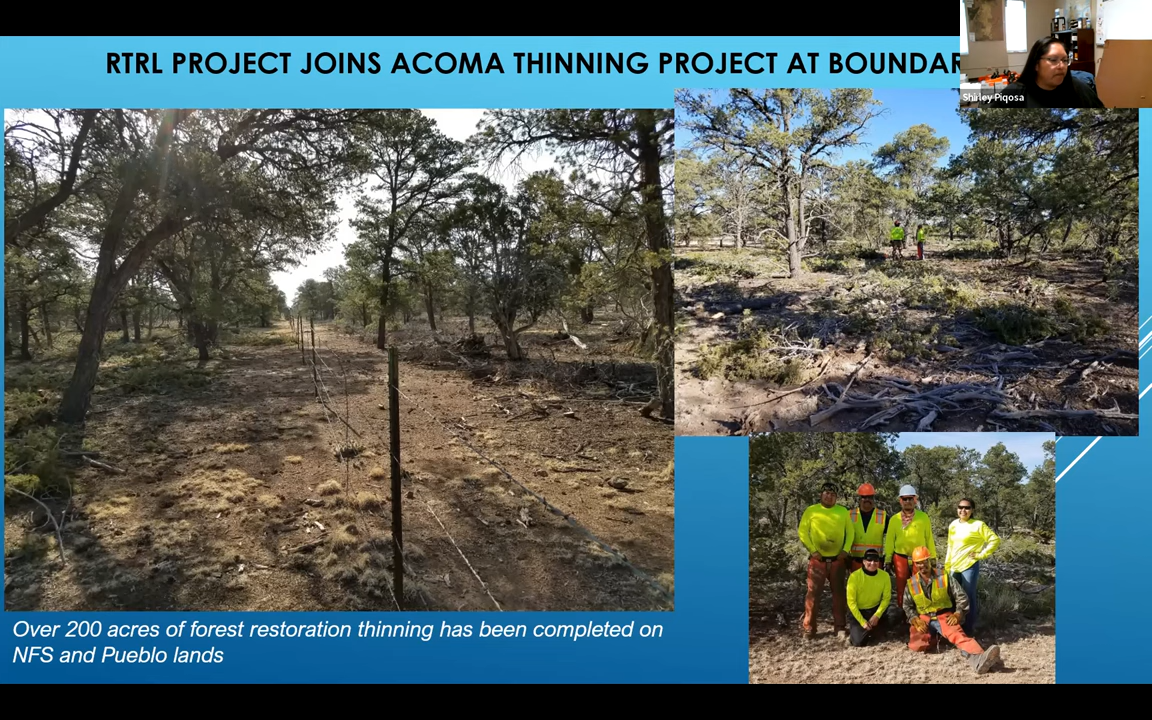 RTRL PROJECT JOINS ACOMA THINNING PROJECT AT BOUNDAR
Shirley Piqosa
Over 200 acres of forest restoration thinning has been completed on
NFS and Pueblo lands